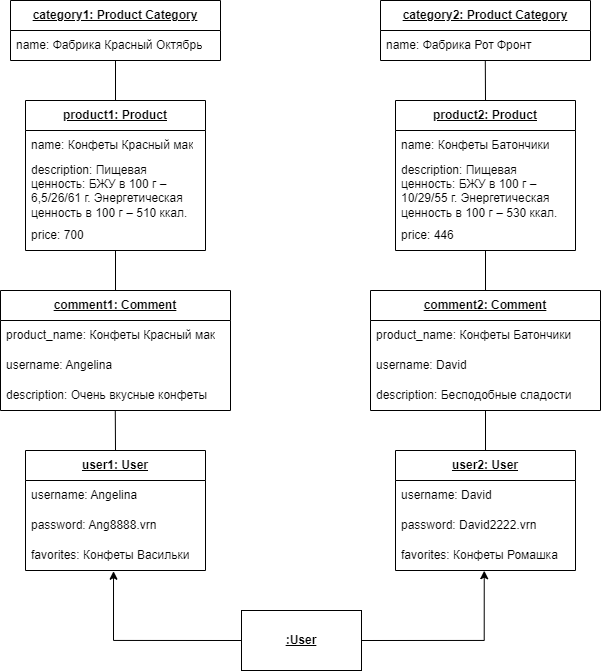 category1: Product Category
name: Фабрика Красный Октябрь
product1: Product
name: Конфеты Красный мак
description: Пищевая
ценность: БЖУ в 100 г –
6,5/26/61 г. Энергетическая
ценность в 100 г – 510 ккал.
price: 700
comment1: Comment
product_name: Конфеты Красный мак
username: Angelina
description: Очень вкусные конфеты
user1: User
username: Angelina
password: Ang8888.vrn
favorites: Конфеты Васильки
category2: Product Category
name: Фабрика Рот Фронт
product2: Product
name: Конфеты Батончики
description: Пищевая
ценность: БЖУ в 100 г –
10/29/55 г. Энергетическая
ценность в 100 г – 530 ккал.
price: 446
comment2: Comment
product_name: Конфеты Батончики
username: David
description: Бесподобные сладости
user2: User
username: David
password: David2222.vrn
favorites: Конфеты Ромашка
:User